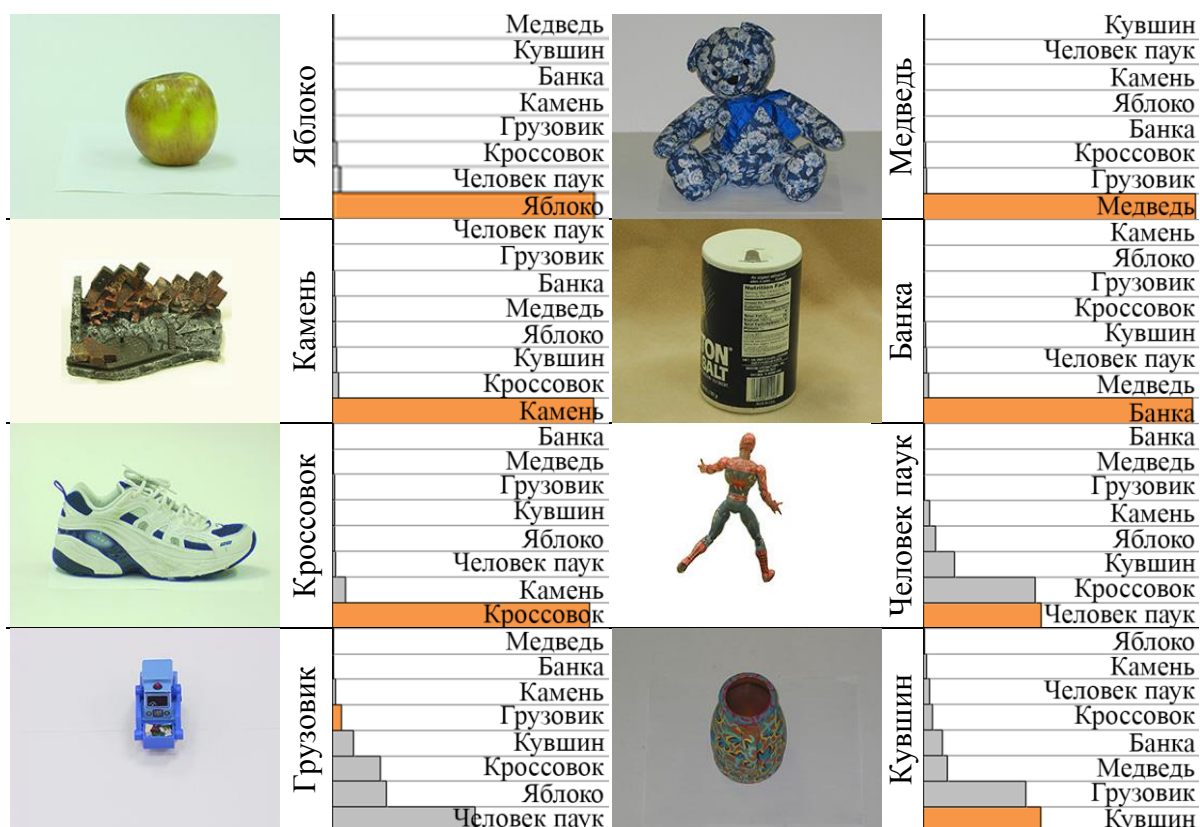 Яблоко
Медведь
Кувшин
Банка
Камень
Грузовик
Кроссовок
Человек паук
Яблоко
Медведь
Кувшин
Человек паук
Камень
Яблоко
Банка
Кроссовок
Грузовик
Медведь
Камень
Человек паук
Грузовик
Банка
Медведь
Яблоко
Кувшин
Кроссовок
Камень
Nutrition Facts
TON
SALT
Банка
Камень
Яблоко
Грузовик
Кроссовок
Кувшин
Человек паук
Медведь
Банка
Кроссовок
Банка
Медведь
Грузовик
Кувшин
Яблоко
Человек паук
Камень
Кроссовок
Человек паук
Банка
Медведь
Грузовик
Камень
Яблоко
Кувшин
Кроссовок
Человек паук
Грузовик
Медведь
Банка
Камень
Грузовик
Кувшин
Кроссовок
Яблоко
Человек паук
Кувшин
Яблоко
Камень
Человек паук
Кроссовок
Банка
Медведь
Грузовик
Кувшин